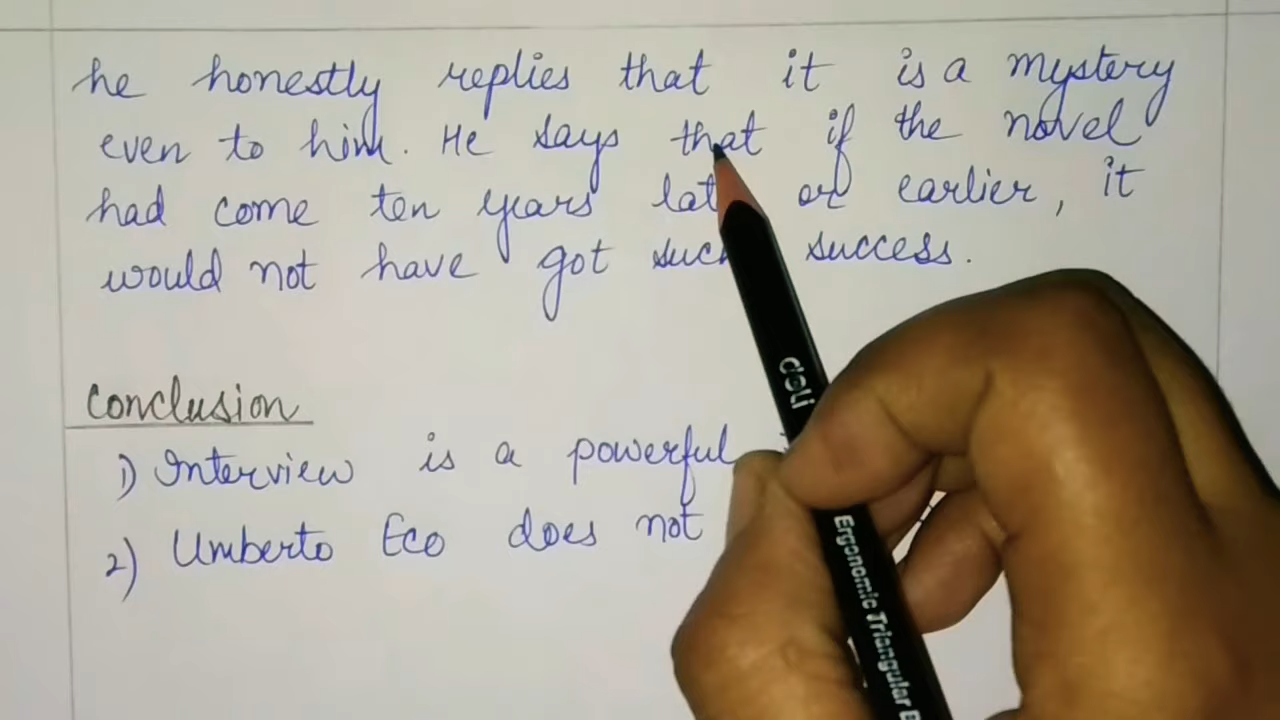 he honestly replies that it is a mystery
even to him. He says that if the novel
had come ten years or earlier, it
would not have got success.
Conclusion
1) Interview is a powerful
2) Umberto Eco does not
deli
Ergonomic Triangular